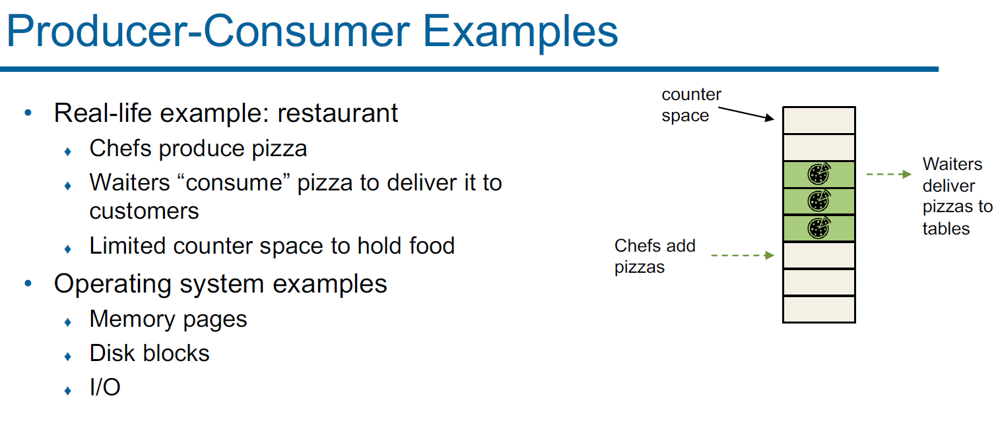 Producer-Consumer Examples
• Real-life example: restaurant
♦ Chefs produce pizza
♦ Waiters “consume” pizza to deliver it to
customers
♦ Limited counter space to hold food
• Operating system examples
♦ Memory pages
♦ Disk blocks
♦ I/O
counter
space
Waiters
deliver
pizzas to
tables
Chefs add
pizzas